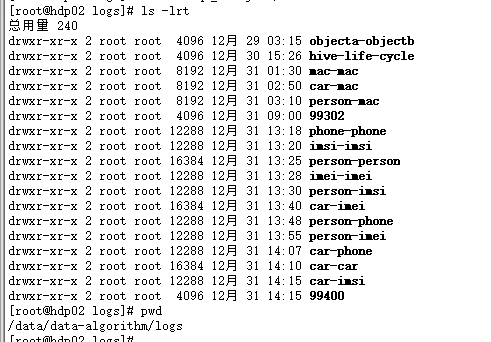 [root@hdp02 logs]# ls -lrt
总用量 240
drwxr-xr-x 2 root root  4096 12月 29 03:15 objecta-objectb
drwxr-xr-x 2 root root  4096 12月 30 15:26 hive-life-cycle
drwxr-xr-x 2 root root  8192 12月 31 01:30 mac-mac
drwxr-xr-x 2 root root  8192 12月 31 02:50 car-mac
drwxr-xr-x 2 root root  8192 12月 31 03:10 person-mac
drwxr-xr-x 2 root root  4096 12月 31 09:00 99302
drwxr-xr-x 2 root root 12288 12月 31 13:18 phone-phone
drwxr-xr-x 2 root root 12288 12月 31 13:20 imsi-imsi
drwxr-xr-x 2 root root 16384 12月 31 13:25 person-person
drwxr-xr-x 2 root root 12288 12月 31 13:28 imei-imei
drwxr-xr-x 2 root root 12288 12月 31 13:30 person-imsi
drwxr-xr-x 2 root root 16384 12月 31 13:40 car-imei
drwxr-xr-x 2 root root 12288 12月 31 13:48 person-phone
drwxr-xr-x 2 root root 12288 12月 31 13:55 person-imei
drwxr-xr-x 2 root root 12288 12月 31 14:07 car-phone
drwxr-xr-x 2 root root 16384 12月 31 14:10 car-car
drwxr-xr-x 2 root root 12288 12月 31 14:15 car-imsi
drwxr-xr-x 2 root root  4096 12月 31 14:15 99400
[root@hdp02 logs]# pwd
/data/data-algorithm/logs
[root@hdp02 logs]#